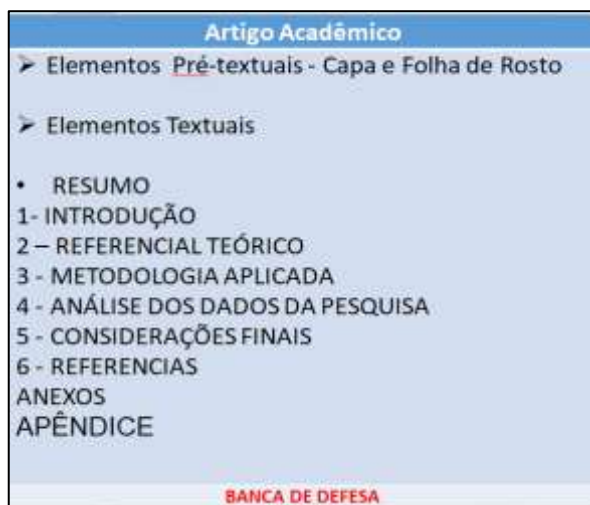 Artigo Acadêmico
➢ Elementos Pré-textuais - Capa e Folha de Rosto
➢ Elementos Textuais
• RESUMO
1- INTRODUÇÃO
2 – REFERENCIAL TEÓRICO
3 - METODOLOGIA APLICADA
4 - ANÁLISE DOS DADOS DA PESQUISA
5 - CONSIDERAÇÕES FINAIS
6 - REFERENCIAS
ANEXOS
APÊNDICE
BANCA DE DEFESA